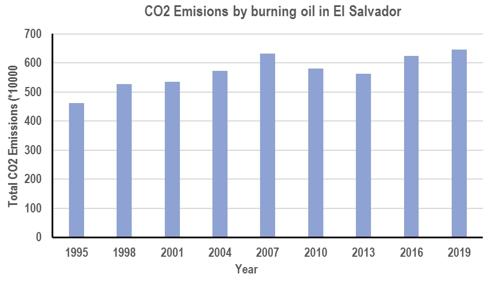 CO2 Emisions by burning oil in El Salvador
Total CO2 Emissions (*10000
700
600
500
400
300
200
100
0
1995 1998 2001 2004 2007 2010 2013 2016 2019
Year